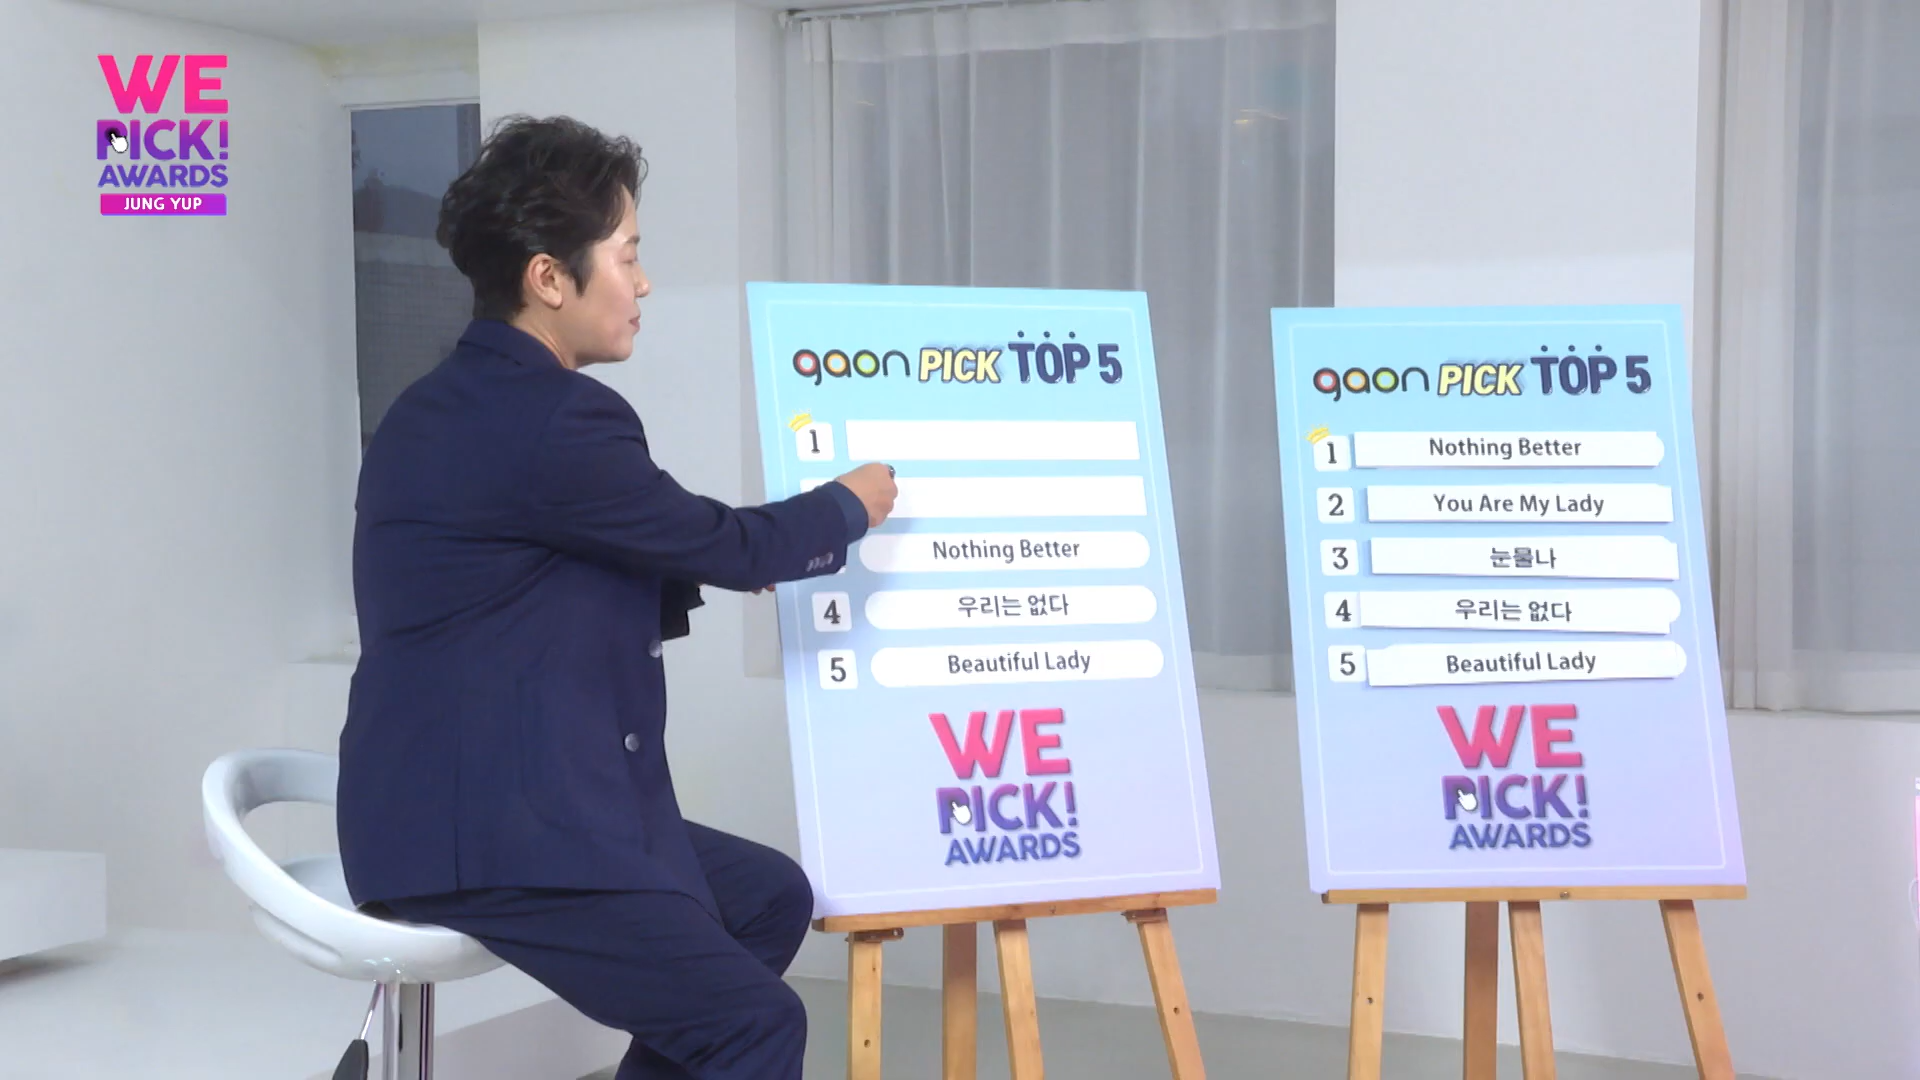 WE
PICK!
AWARDS
JUNG YUP
gaon PICK TOP 5
1
Nothing Better
4 우리는 없다
5 Beautiful Lady
WE
PICK!
AWARDS
gaon PICK TOP 5
1 Nothing Better
2 You Are My Lady
3 눈물나
4 우리는 없다
5 Beautiful Lady
WE
PICK!
AWARDS